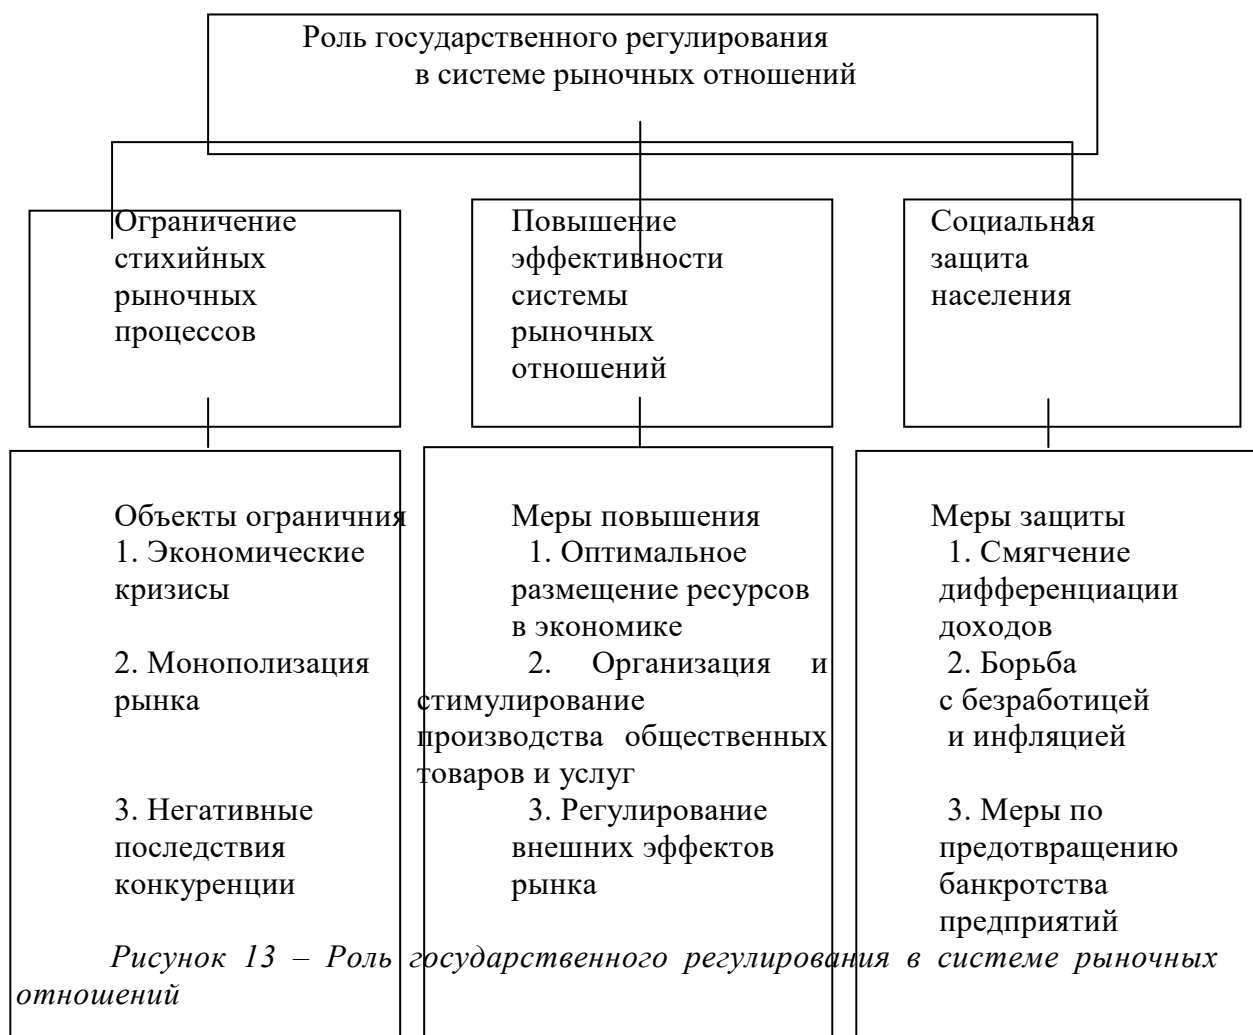 Роль государственного регулирования
в системе рыночных отношений
Ограничение
стихийных
рыночных
процессов
Повышение
эффективности
системы
рыночных
отношений
Социальная
защита
населения
Объекты ограничния
1. Экономические
кризисы
2. Монополизация
рынка
3. Негативные
последствия
конкуренции
Меры повышения
1. Оптимальное
размещение ресурсов
в экономике
2. Организация и
стимулирование
производства общественных
товаров и услуг
3. Регулирование
внешних эффектов
рынка
Меры защиты
1. Смягчение
дифференциации
доходов
2. Борьба
с безработицей
и инфляцией
3. Меры по
предотвращению
банкротства
предприятий
Рисунок 13 – Роль государственного регулирования в системе рыночных
отношений